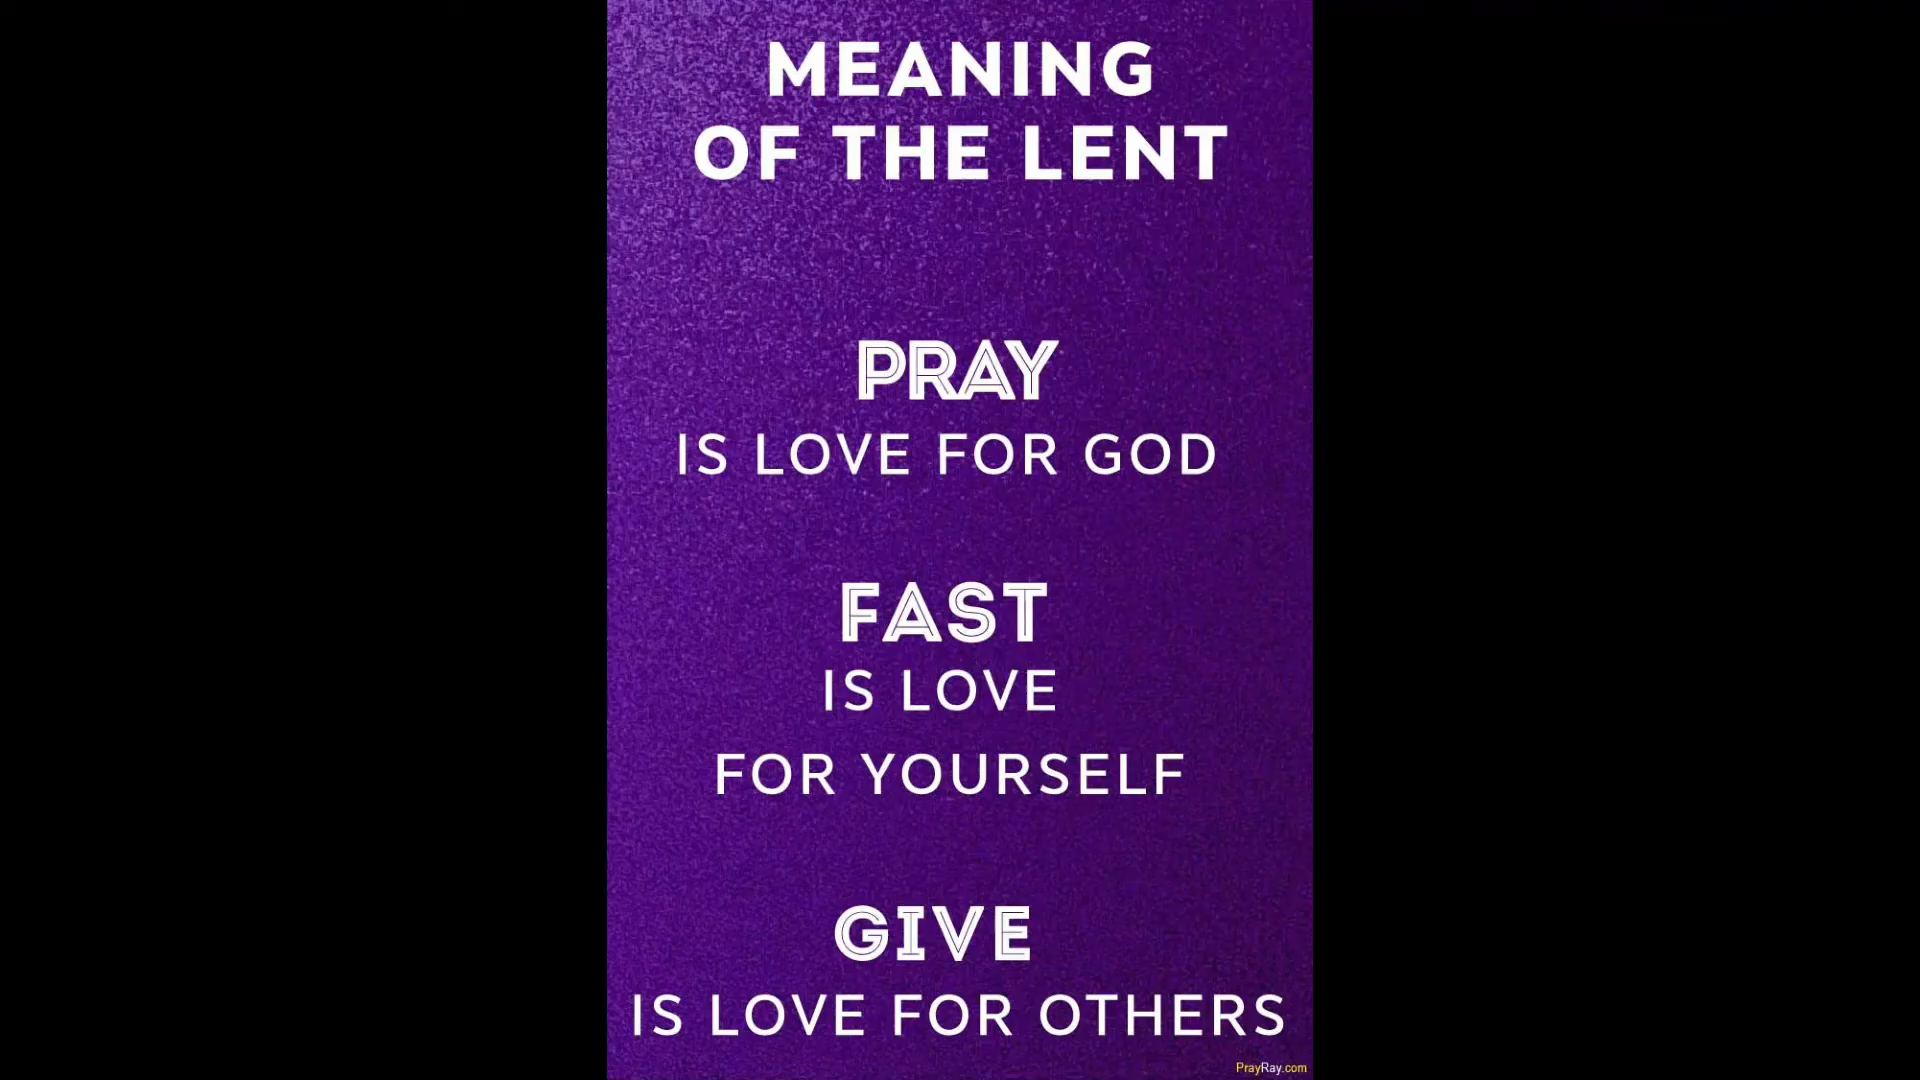 MEANING
OF THE LENT
PRAY
IS LOVE FOR GOD
FAST
IS LOVE
FOR YOURSELF
GIVE
IS LOVE FOR OTHERS
PrayRay.com